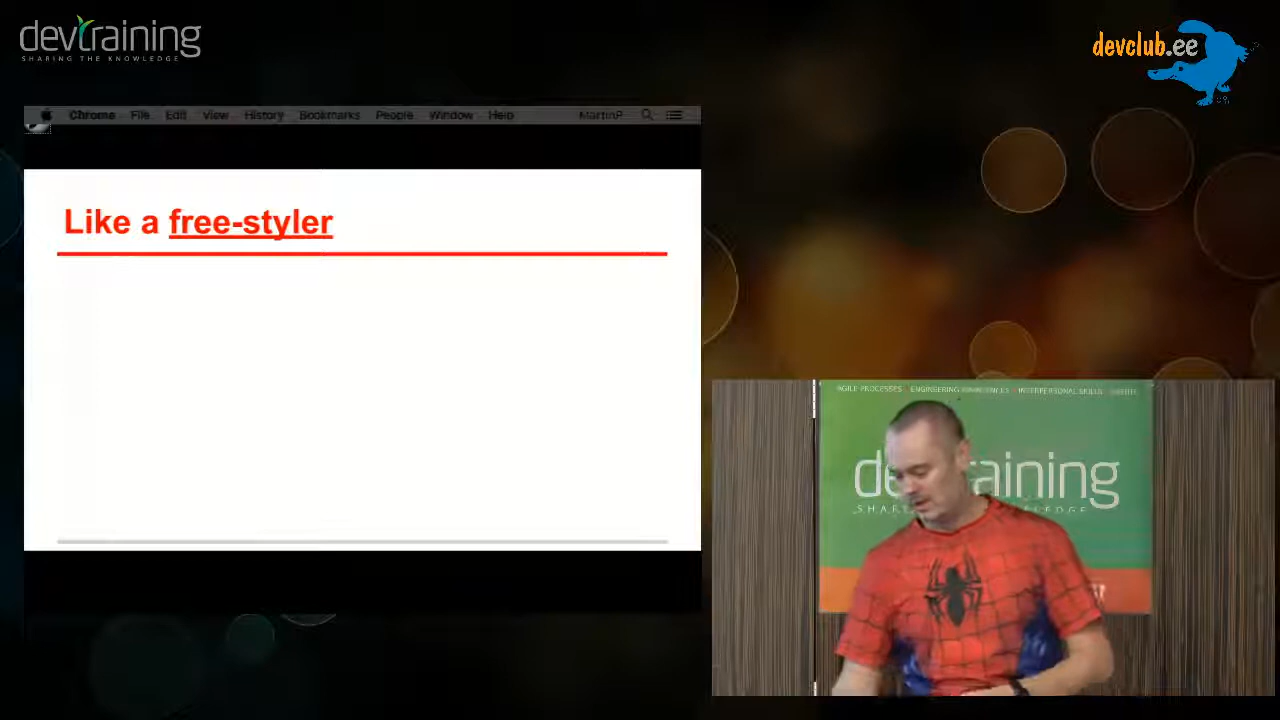 devtraining
SHARING THE KNOWLEDGE
devclub.ee
Chrome File Edit View History Bookmarks People Window Help MartinP
Like a free-styler
AGILE PROCESSES ENGINEERING INTERPERSONAL SKILLS
devtraining